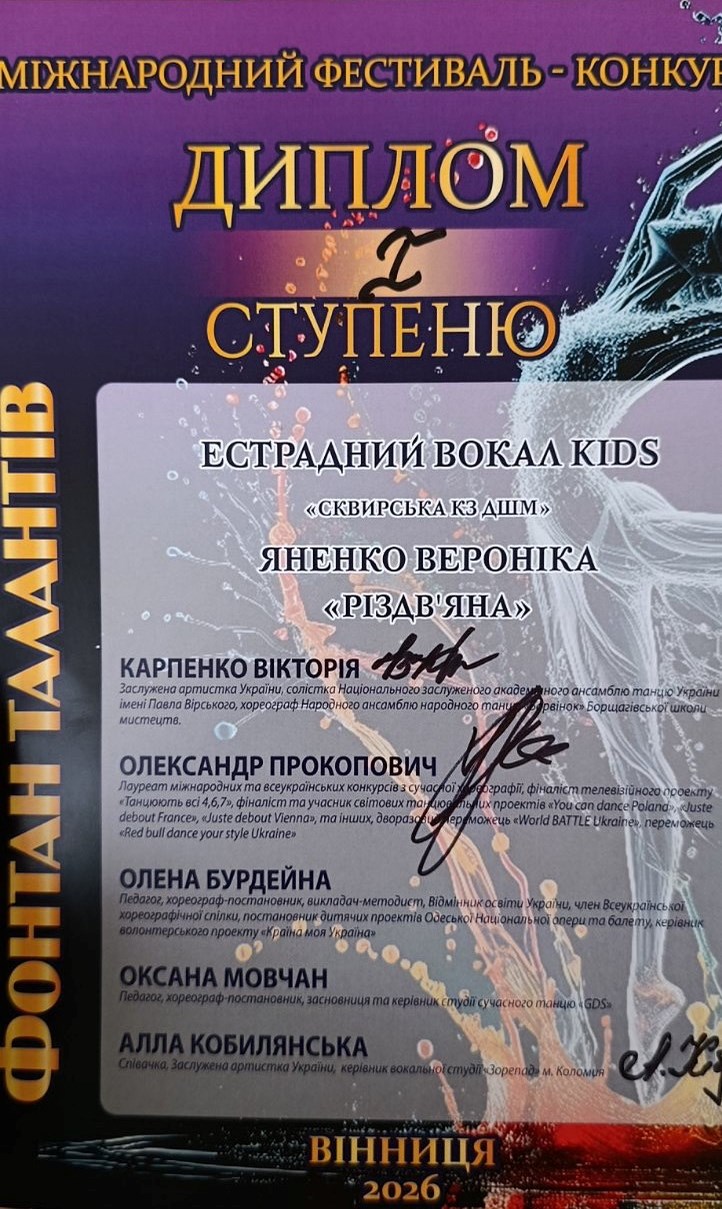 МІЖНАРОДНИЙ ФЕСТИВАЛЬ - КОНКУР
ДИПЛОМ
I
СТУПЕНЮ
ФОНТАН ТАЛАНТІВ
ЕСТРАДНИЙ ВОКАЛ KIDS
«СКВИРСЬКА КЗ ДШМ»
ЯНЕНКО ВЕРОНІКА
«РІЗДВ'ЯНА»
КАРПЕНКО ВІКТОРІЯ
Заслужена артистка України, солістка Національного заслуженого академічного ансамблю танцю України
імені Павла Вірського, хореограф Народного ансамблю народного танцю «Барвінок» Борщагівської школи
мистецтв.
ОЛЕКСАНДР ПРОКОПОВИЧ
Лауреат міжнародних та всеукраїнських конкурсів з сучасної хореографії, фіналіст телевізійного проекту
«Танцюють всі 4,6,7», фіналіст та учасник світових танцювальних проектів «You can dance Poland», «Juste
debout France», «Juste debout Vienna», та інших, дворазовий переможець «World BATTLE Ukraine», переможець
«Red bull dance your style Ukraine»
ОЛЕНА БУРДЕЙНА
Педагог, хореограф-постановник, викладач-методист, Відмінник освіти України, член Всеукраїнської
хореографічної спілки, постановник дитячих проектів Одеської Національної опери та балету, керівник
волонтерського проекту «Країна моя Україна»
ОКСАНА МОВЧАН
Педагог, хореограф-постановник, засновниця та керівник студії сучасного танцю «GDS»
АЛЛА КОБИЛЯНСЬКА
Співачка, Заслужена артистка України, керівник вокальної студії «Зорепад» м. Коломия
ВІННИЦЯ
2026